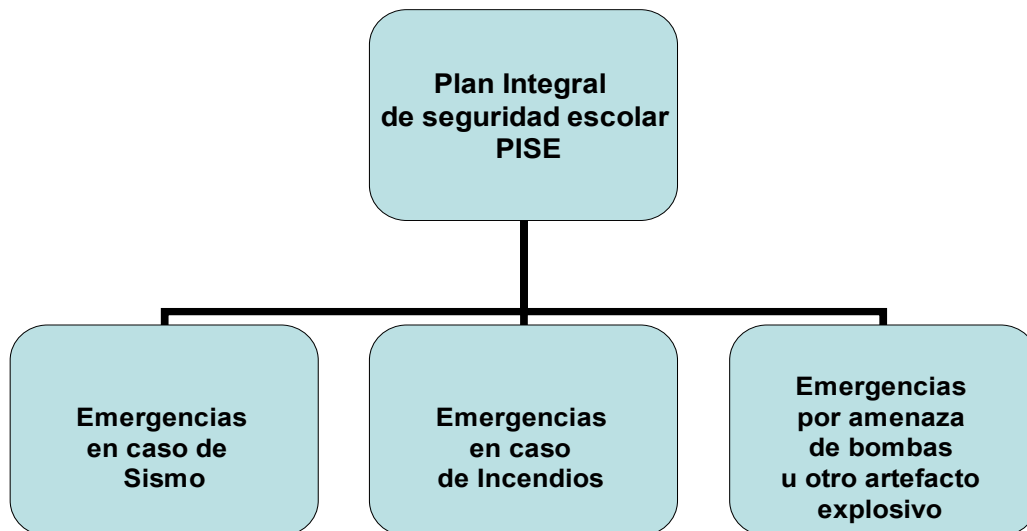 Plan Integral
de seguridad escolar
PISE
Emergencias
en caso de
Sismo
Emergencias
en caso
de Incendios
Emergencias
por amenaza
de bombas
u otro artefacto
explosivo